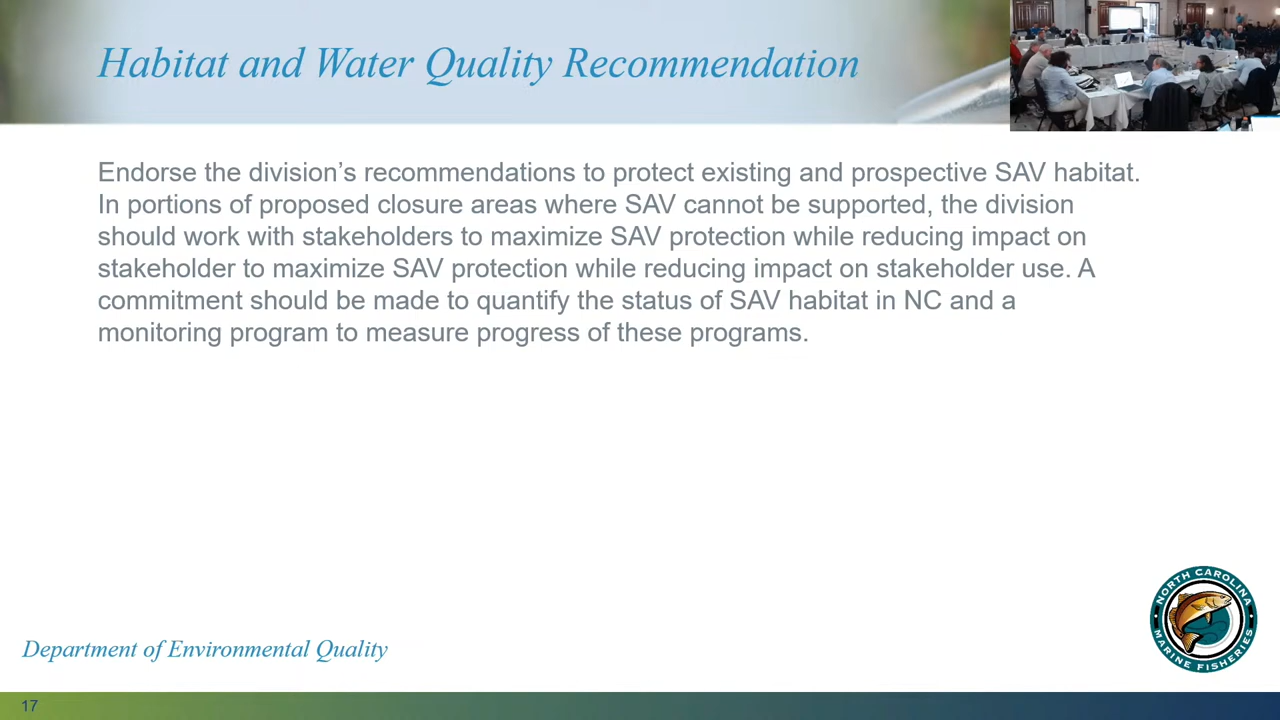 Habitat and Water Quality Recommendation
Endorse the division’s recommendations to protect existing and prospective SAV habitat.
In portions of proposed closure areas where SAV cannot be supported, the division
should work with stakeholders to maximize SAV protection while reducing impact on
stakeholder to maximize SAV protection while reducing impact on stakeholder use. A
commitment should be made to quantify the status of SAV habitat in NC and a
monitoring program to measure progress of these programs.
NORTH CAROLINA
MARINE FISHERIES
Department of Environmental Quality
17